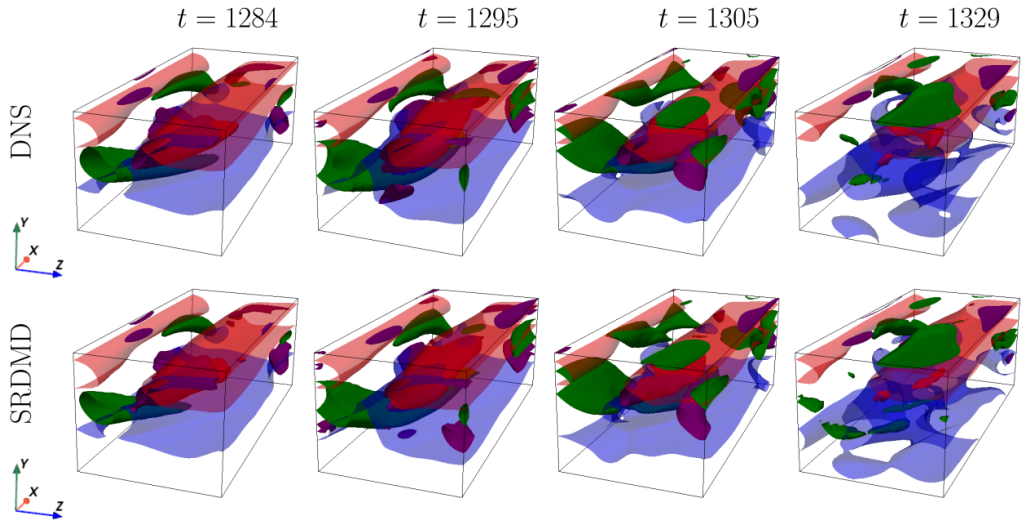 t = 1284
t = 1295
t = 1305
t = 1329
DNS
Y
X
Z
SRDMD
Y
X
Z